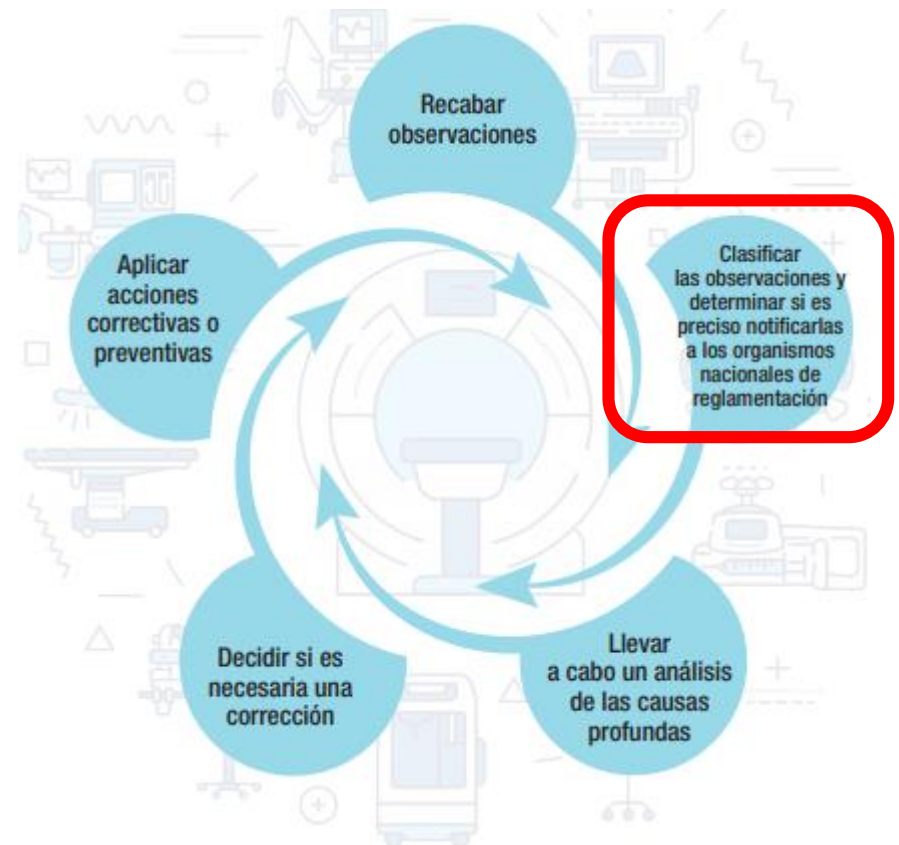 Recabar
observaciones
Clasificar
las observaciones y
determinar si es
preciso notificarlas
a los organismos
nacionales de
reglamentación
Llevar
a cabo un análisis
de las causas
profundas
Decidir si es
necesaria una
corrección
Aplicar
acciones
correctivas o
preventivas